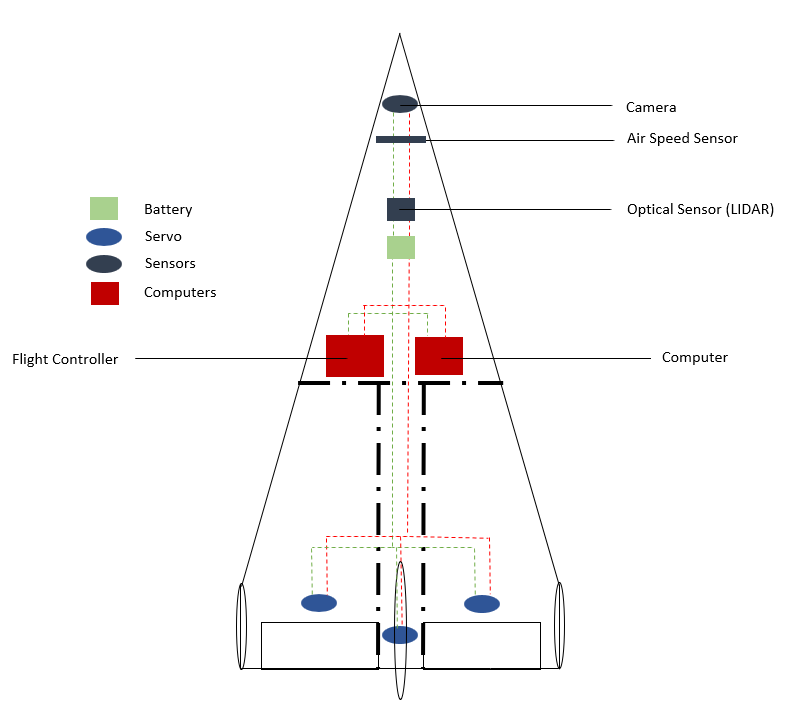 Camera
Air Speed Sensor
Optical Sensor (LIDAR)
Battery
Servo
Sensors
Computers
Flight Controller
Computer